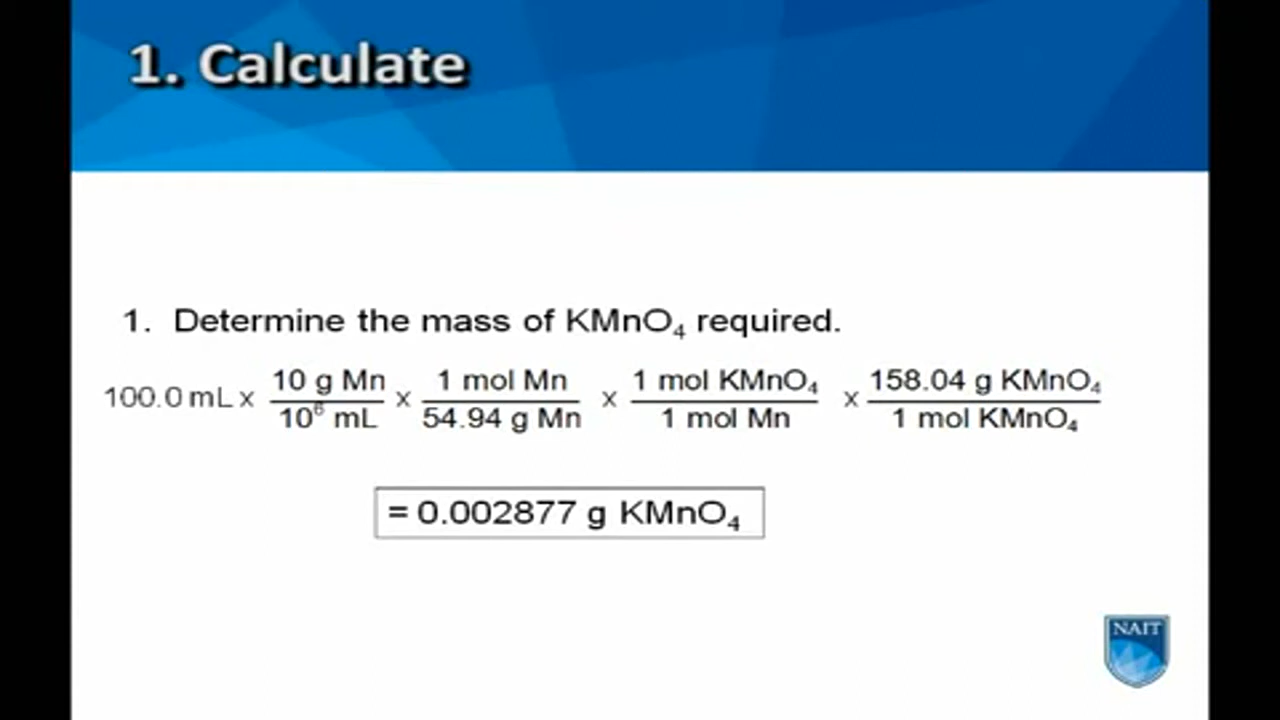 1. Calculate
1. Determine the mass of KMnO₄ required.
100.0 mL x 10 g Mn / 10⁶ mL x 1 mol Mn / 54.94 g Mn x 1 mol KMnO₄ / 1 mol Mn x 158.04 g KMnO₄ / 1 mol KMnO₄
= 0.002877 g KMnO₄
NAIT